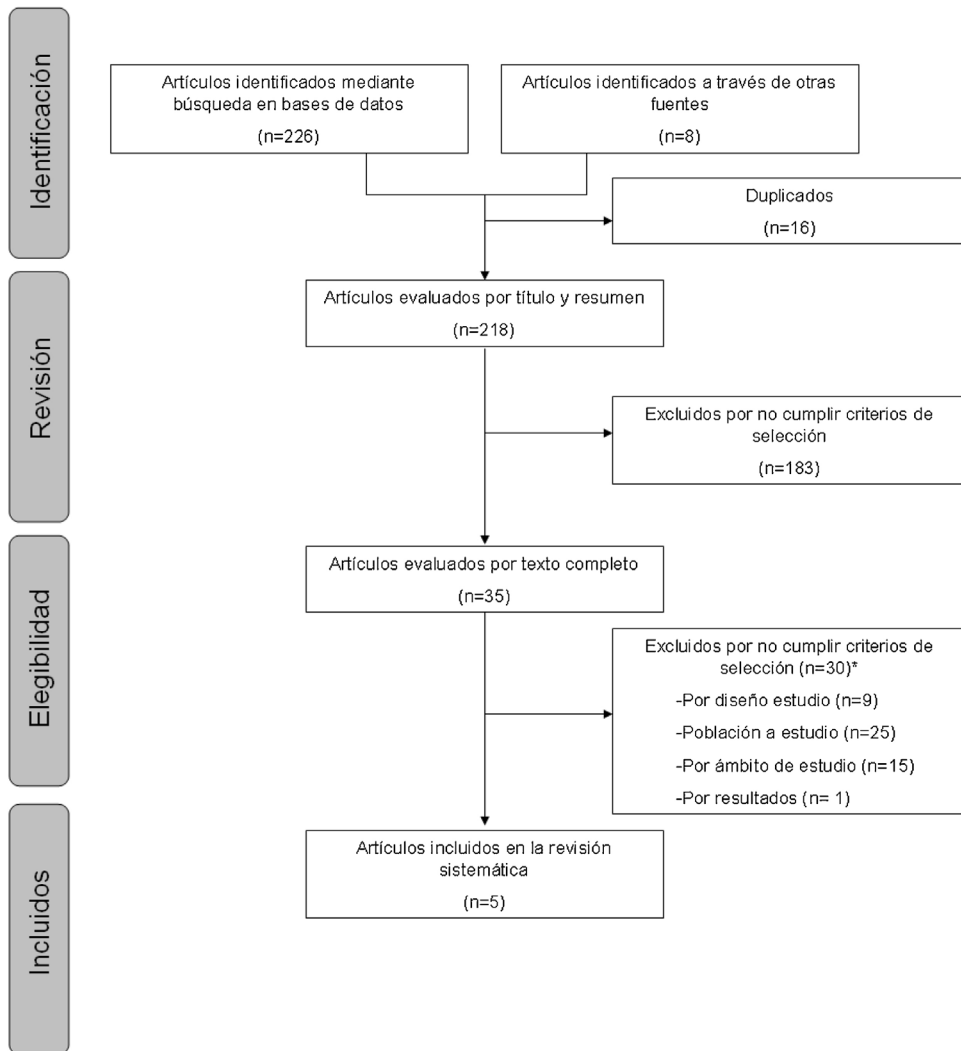 Identificación
Artículos identificados mediante
búsqueda en bases de datos
(n=226)
Artículos identificados a través de otras
fuentes
(n=8)
Duplicados
(n=16)
Revisión
Artículos evaluados por título y resumen
(n=218)
Excluidos por no cumplir criterios de
selección
(n=183)
Elegibilidad
Artículos evaluados por texto completo
(n=35)
Excluidos por no cumplir criterios de
selección (n=30)*
-Por diseño estudio (n=9)
-Población a estudio (n=25)
-Por ámbito de estudio (n=15)
-Por resultados (n= 1)
Incluidos
Artículos incluidos en la revisión
sistemática
(n=5)